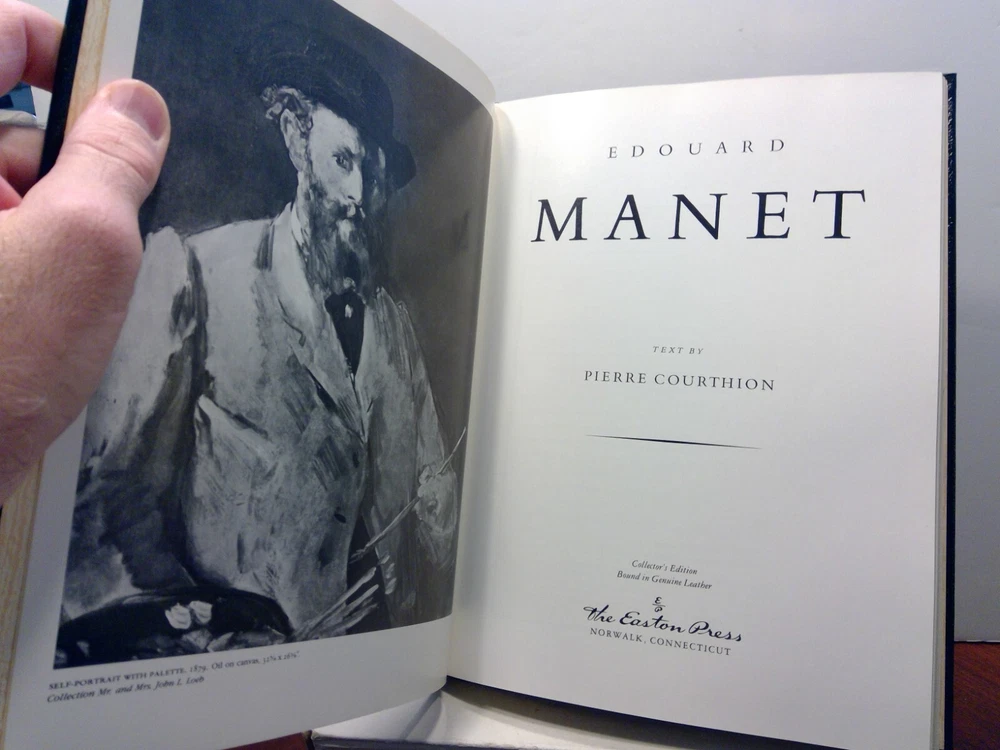 SELF-PORTRAIT WITH PALETTE, 1879. Oil on canvas,
Collection Mr. and Mrs. John L. Loeb
EDOUARD
MANET
TEXT BY
PIERRE COURTHION
Collector's Edition
Bound in Genuine Leather
the Easton Press
NORWALK, CONNECTICUT